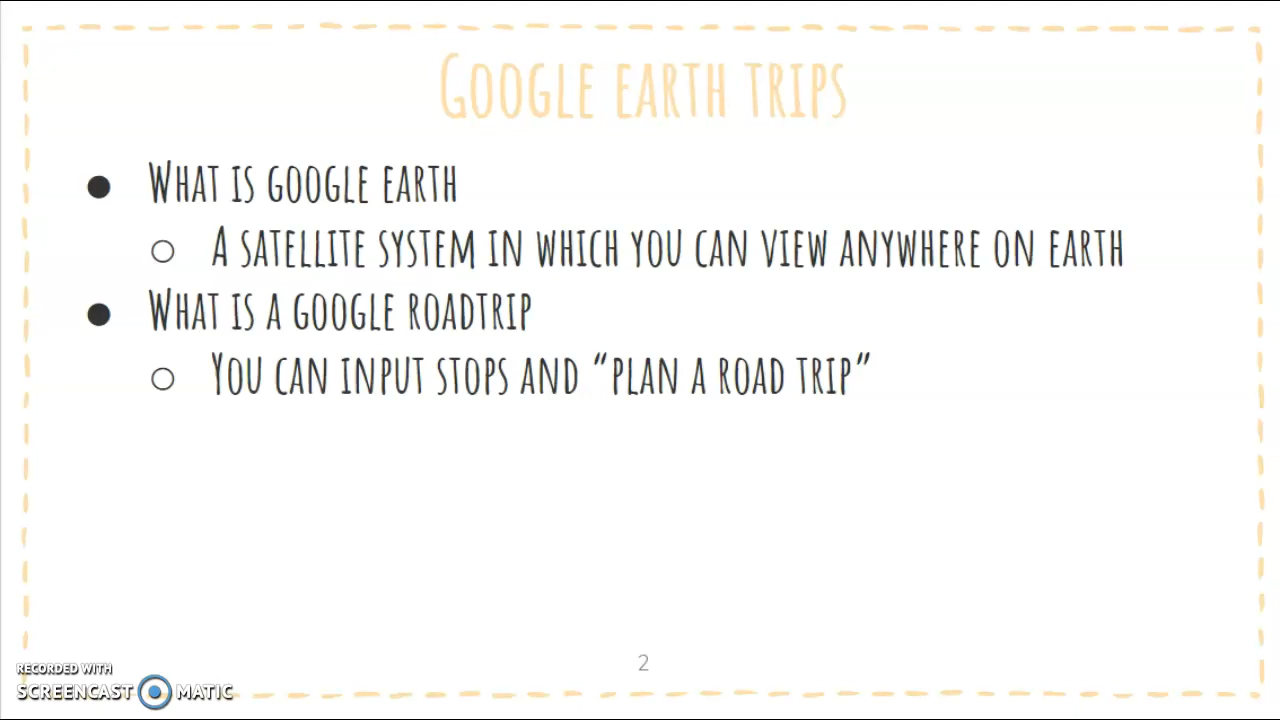 Google earth trips
● What is google earth
○ A satellite system in which you can view anywhere on earth
● What is a google roadtrip
○ You can input stops and “plan a road trip”
2
RECORDED WITH
SCREENCAST MATIC